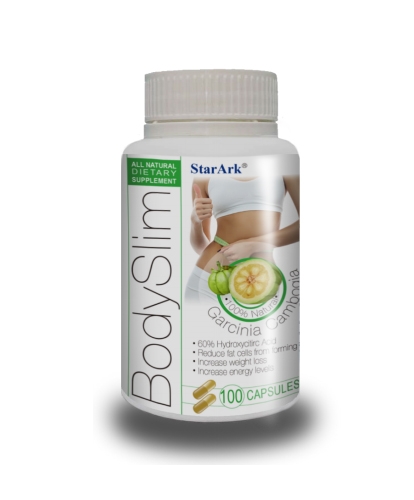 ALL NATURAL
DIETARY
SUPPLEMENT
StarArk®
BodySlim
100% Natural
Garcinia Cambogia
• 60% Hydroxycitric Acid
• Reduce fat cells from forming
• Increase weight loss
• Increase energy levels
100 CAPSULES